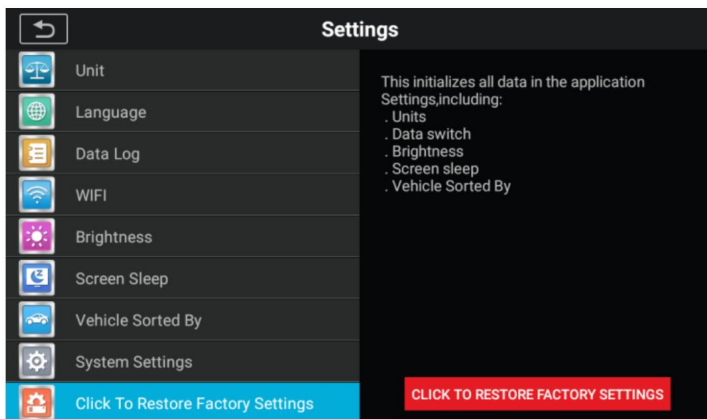 Settings
Unit
Language
Data Log
WIFI
Brightness
Screen Sleep
Vehicle Sorted By
System Settings
Click To Restore Factory Settings
This initializes all data in the application
Settings,including:
. Units
. Data switch
. Brightness
. Screen sleep
. Vehicle Sorted By
CLICK TO RESTORE FACTORY SETTINGS